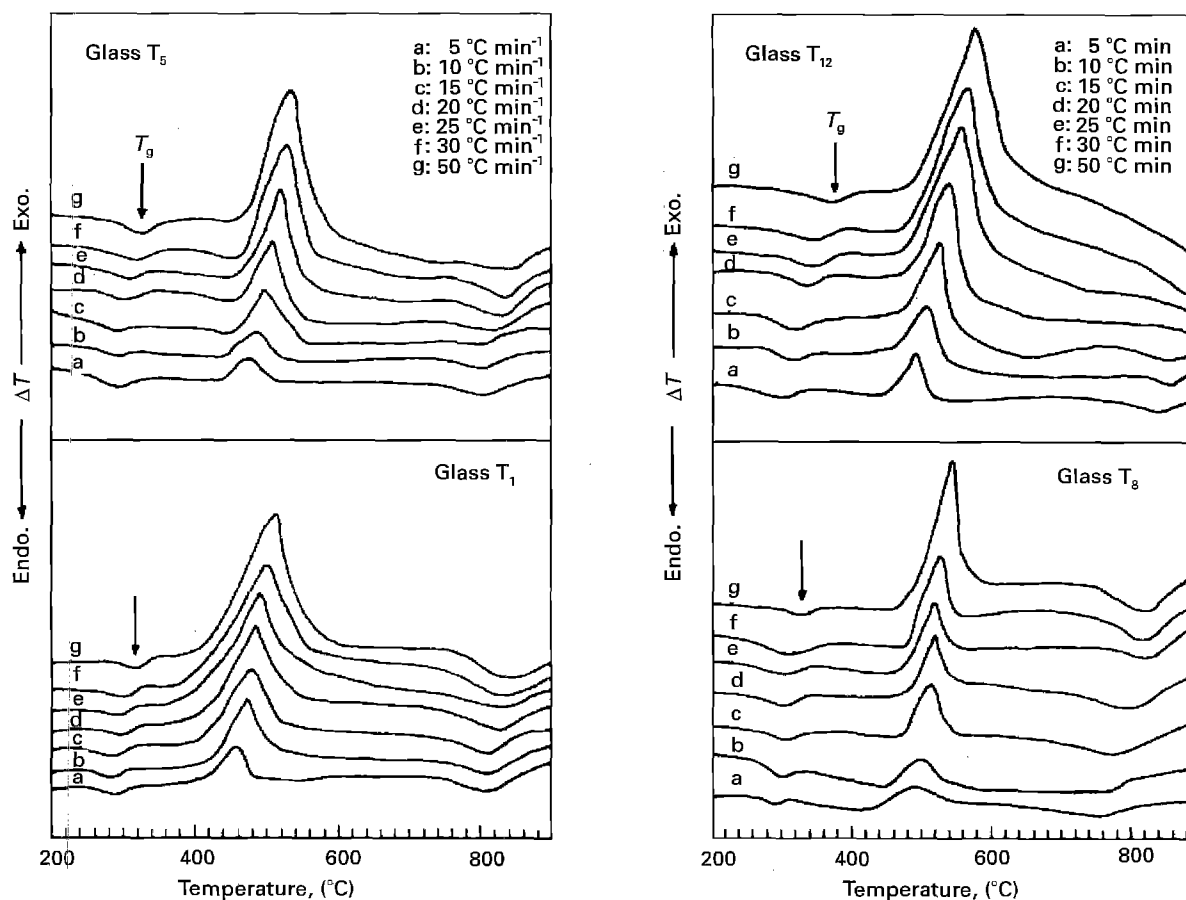 Glass T₅
a: 5 °C min⁻¹
b: 10 °C min⁻¹
c: 15 °C min⁻¹
d: 20 °C min⁻¹
e: 25 °C min⁻¹
f: 30 °C min⁻¹
g: 50 °C min⁻¹
T_g
g
f
e
d
c
b
a
Glass T₁
g
f
e
d
c
b
a
Endo.
ΔT
Exo.
200
400
600
800
Temperature, (°C)
Glass T₁₂
a: 5 °C min
b: 10 °C min
c: 15 °C min
d: 20 °C min
e: 25 °C min
f: 30 °C min
g: 50 °C min
T_g
g
f
e
d
c
b
a
Glass T₈
g
f
e
d
c
b
a
Endo.
ΔT
Exo.
200
400
600
800
Temperature, (°C)